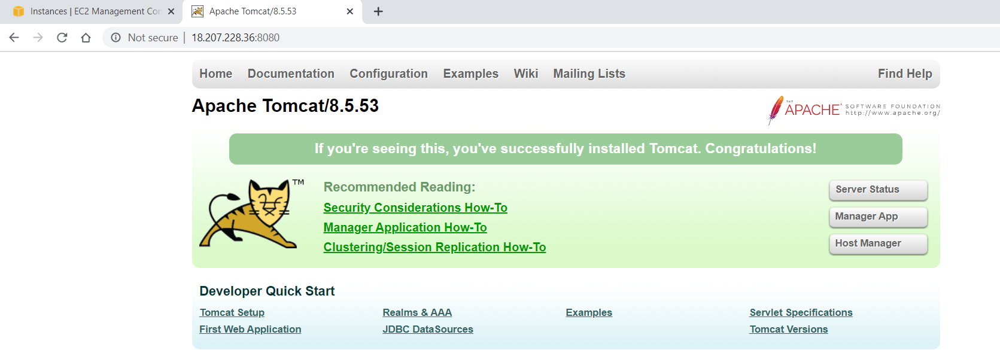 Instances | EC2 Management Con
Apache Tomcat/8.5.53
Not secure | 18.207.228.36:8080
Home Documentation Configuration Examples Wiki Mailing Lists Find Help
Apache Tomcat/8.5.53
THE APACHE SOFTWARE FOUNDATION
http://www.apache.org/
If you're seeing this, you've successfully installed Tomcat. Congratulations!
TM
Recommended Reading:
Security Considerations How-To
Manager Application How-To
Clustering/Session Replication How-To
Server Status
Manager App
Host Manager
Developer Quick Start
Tomcat Setup Realms & AAA Examples Servlet Specifications
First Web Application JDBC DataSources Tomcat Versions